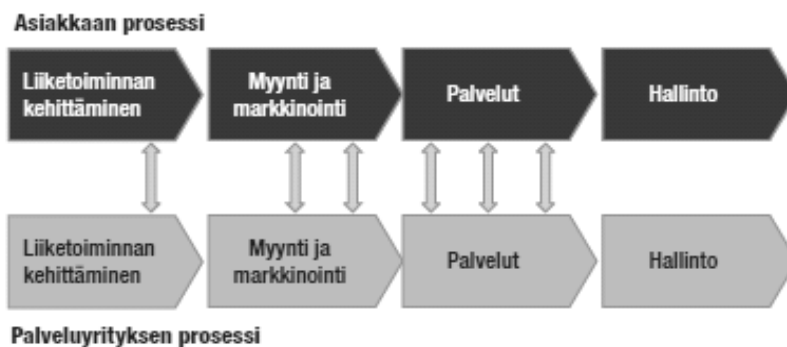 Asiakkaan prosessi
Liiketoiminnan
kehittäminen
Myynti ja
markkinointi
Palvelut
Hallinto
Liiketoiminnan
kehittäminen
Myynti ja
markkinointi
Palvelut
Hallinto
Palveluyrityksen prosessi